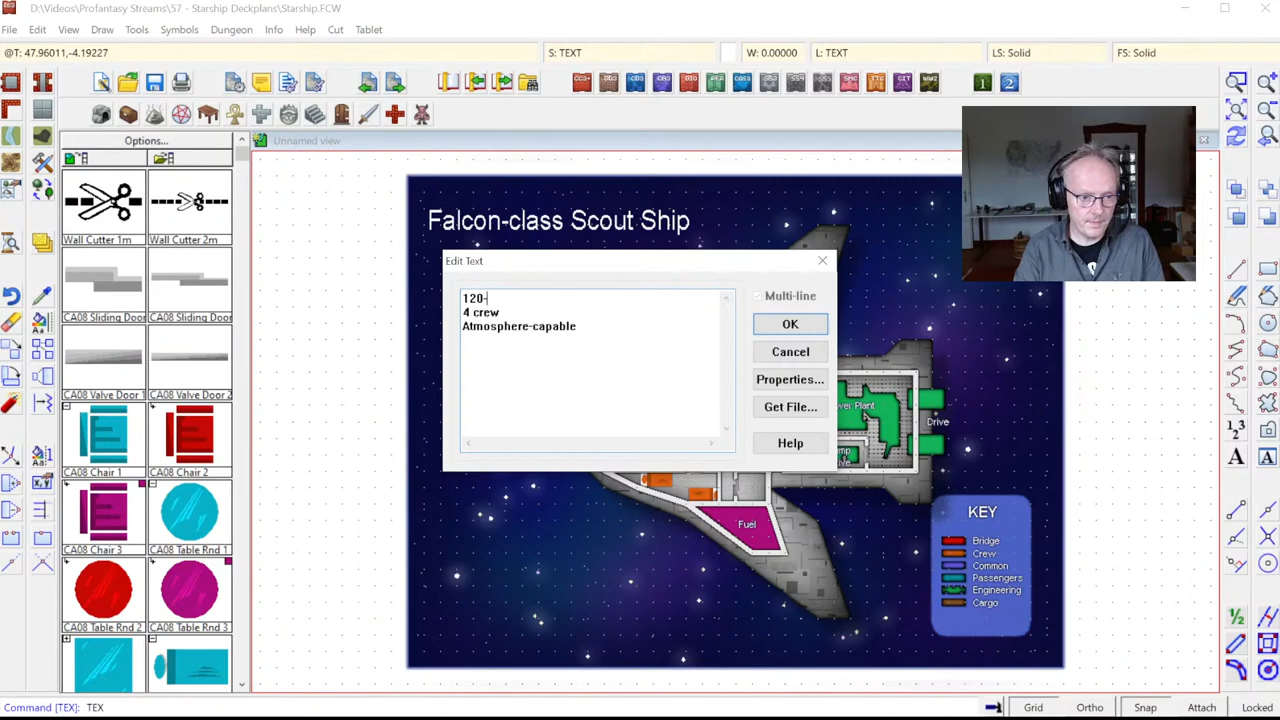 D:\Videos\Profantasy Streams\57 - Starship Deckplans\Starship.FCW
File Edit View Draw Tools Symbols Dungeon Info Help Cut Tablet
@T: 47.96011,-4.19227 S: TEXT W: 0.00000 L: TEXT LS: Solid FS: Solid
Options...
Unnamed view
Wall Cutter 1m Wall Cutter 2m
CA08 Sliding Door CA08 Sliding Door
CA08 Valve Door 1 CA08 Valve Door 2
CA08 Chair 1 CA08 Chair 2
CA08 Chair 3 CA08 Table Rnd 1
CA08 Table Rnd 2 CA08 Table Rnd 3
Falcon-class Scout Ship
Edit Text
120-
4 crew
Atmosphere-capable
Multi-line
OK
Cancel
Properties...
Get File...
Help
Drive
Fuel
KEY
Bridge
Crew
Common
Passengers
Engineering
Cargo
Command [TEX]: TEX
Grid Ortho Snap Attach Locked